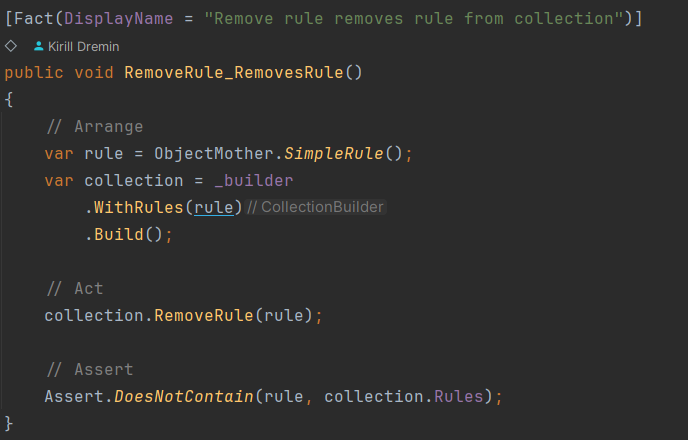 [Fact(DisplayName = "Remove rule removes rule from collection")]
Kirill Dremin
public void RemoveRule_RemovesRule()
{
// Arrange
var rule = ObjectMother.SimpleRule();
var collection = _builder
.WithRules(rule) // CollectionBuilder
.Build();
// Act
collection.RemoveRule(rule);
// Assert
Assert.DoesNotContain(rule, collection.Rules);
}